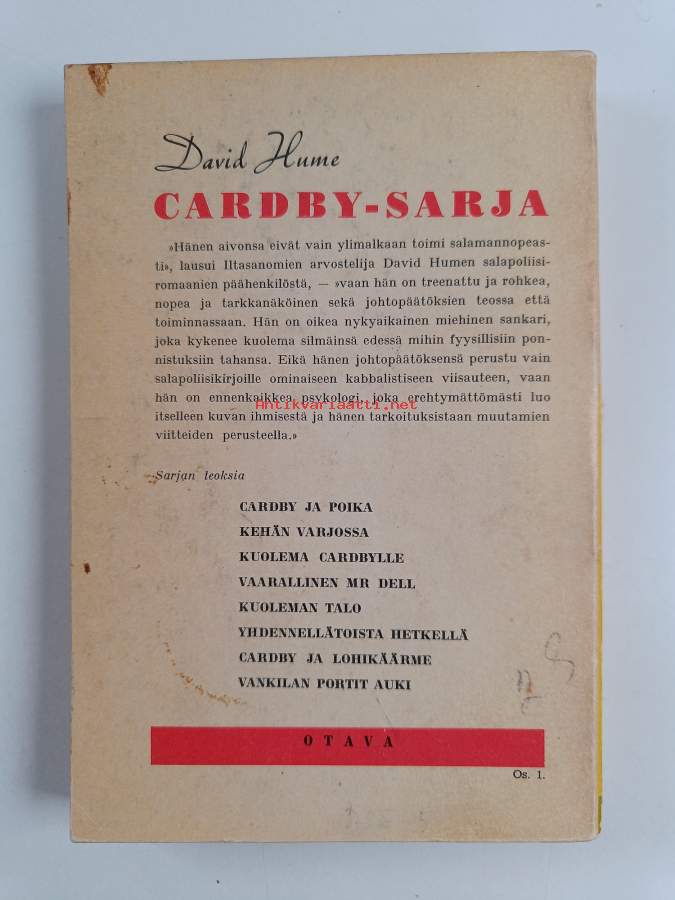 David Hume
CARDBY-SARJA
»Hänen aivonsa eivät vain ylimalkaan toimi salamannopeas-
ti», lausui Iltasanomien arvostelija David Humen salapoliisi-
romaanien päähenkilöstä, — »vaan hän on treenattu ja rohkea,
nopea ja tarkkanäköinen sekä johtopäätöksien teossa että
toiminnassaan. Hän on oikea nykyaikainen miehinen sankari,
joka kykenee kuolema silmäinsä edessä mihin fyysillisiin pon-
nistuksiin tahansa. Eikä hänen johtopäätöksensä perustu vain
salapoliisikirjoille ominaiseen kabbalistiseen viisauteen, vaan
hän on ennenkaikkea psykologi, joka erehtymättömästi luo
Antikvariaatti.net
itselleen kuvan ihmisestä ja hänen tarkoituksistaan muutamien
viitteiden perusteella.»
Sarjan teoksia
CARDBY JA POIKA
KEHÄN VARJOSSA
KUOLEMA CARDBYLLE
VAARALLINEN MR DELL
KUOLEMAN TALO
YHDENNELLÄTOISTA HETKELLÄ
CARDBY JA LOHIKÄÄRME
VANKILAN PORTIT AUKI
OTAVA
Os. 1.